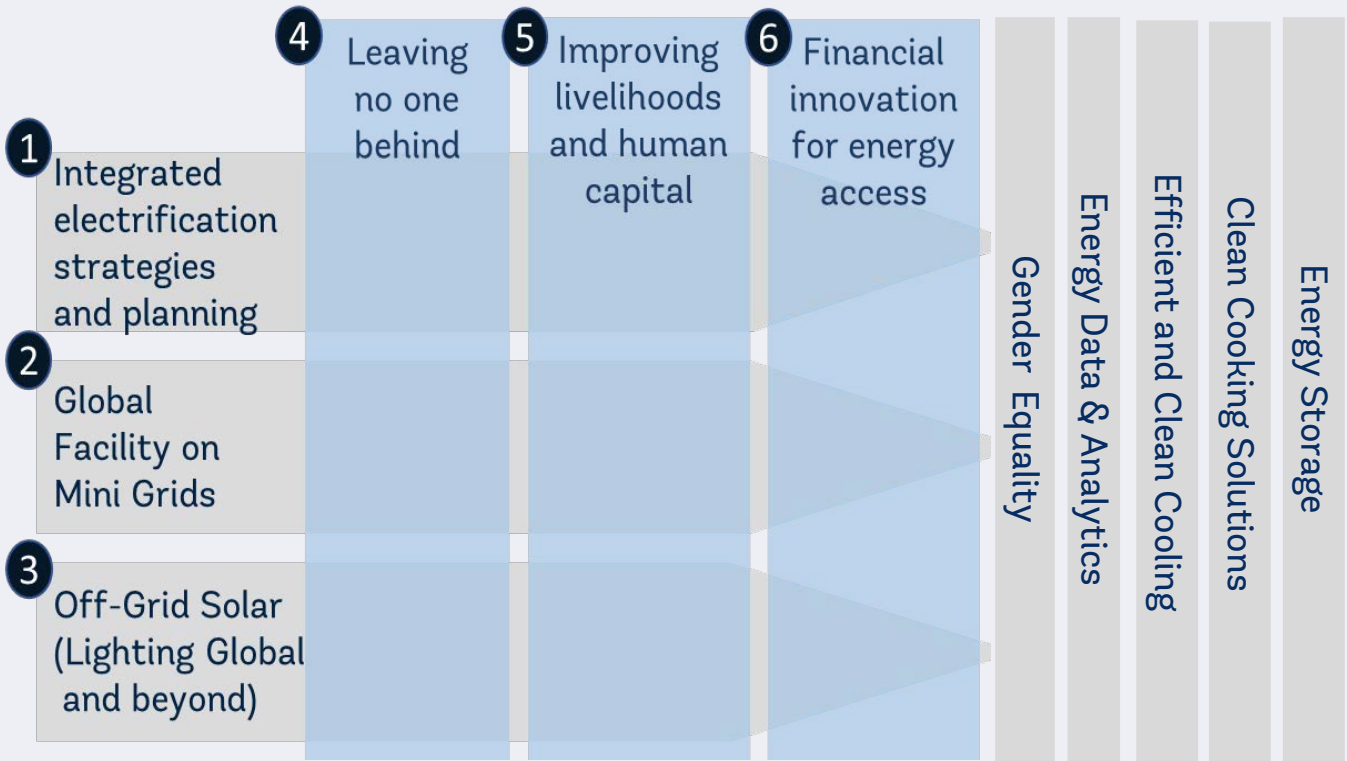 4
Leaving
no one
behind
5
Improving
livelihoods
and human
capital
6
Financial
innovation
for energy
access
1
Integrated
electrification
strategies
and planning
2
Global
Facility on
Mini Grids
3
Off-Grid Solar
(Lighting Global
and beyond)
Gender Equality
Energy Data & Analytics
Efficient and Clean Cooling
Clean Cooking Solutions
Energy Storage